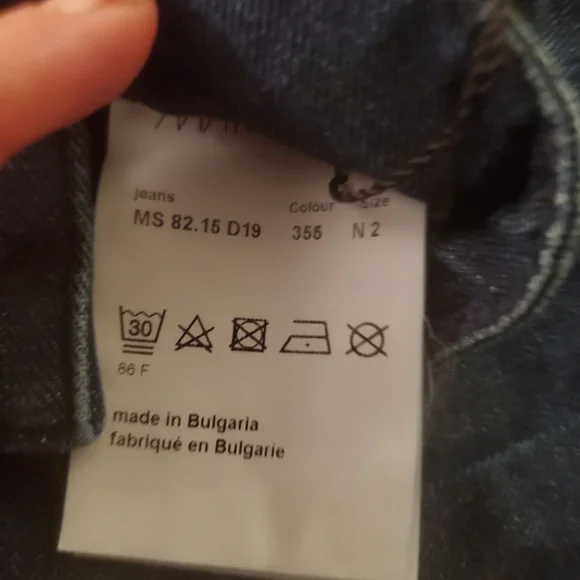 jeans Colour Size
MS 82.15 D19 355 N 2
30
86 F
made in Bulgaria
fabriqué en Bulgarie